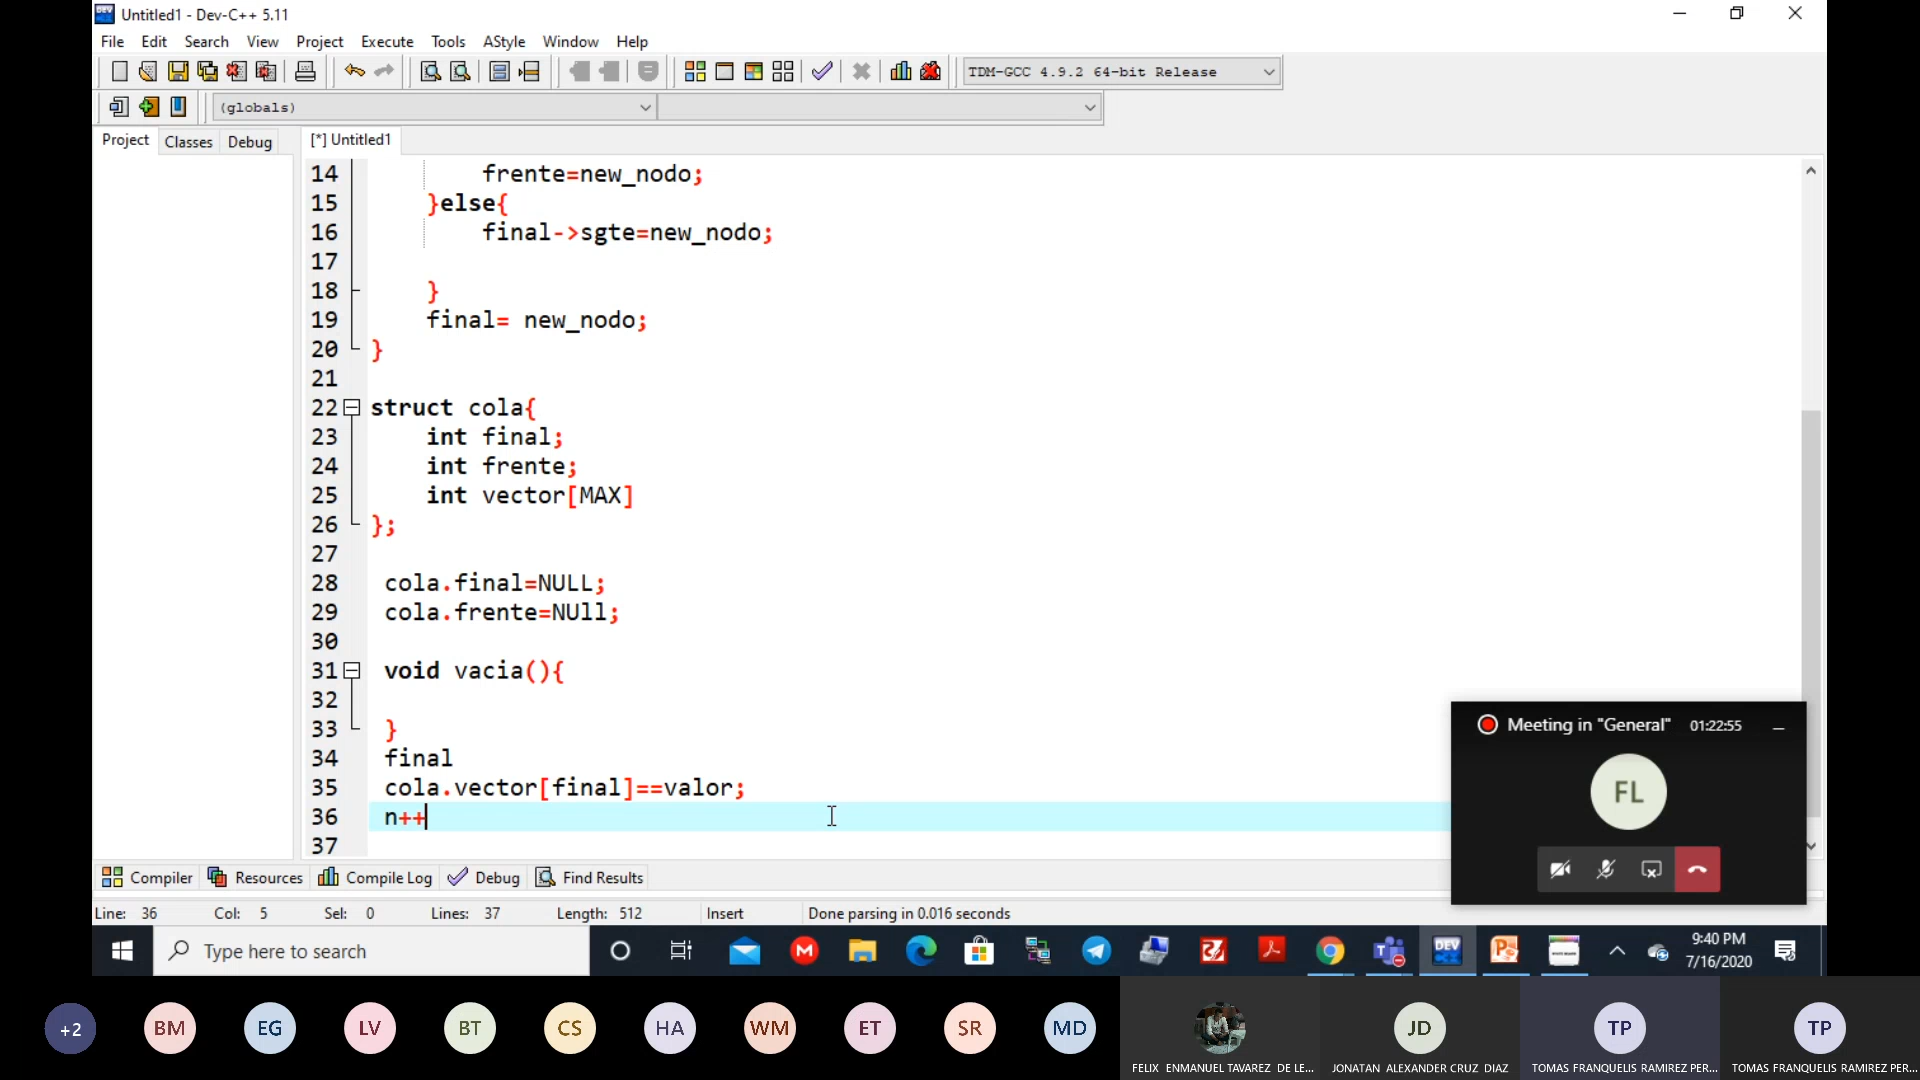 Untitled1 - Dev-C++ 5.11
File Edit Search View Project Execute Tools AStyle Window Help
TDM-GCC 4.9.2 64-bit Release
(globals)
Project Classes Debug [*] Untitled1
14 frente=new_nodo;
15 }else{
16 final->sgte=new_nodo;
17
18 }
19 final= new_nodo;
20 }
21
22 struct cola{
23 int final;
24 int frente;
25 int vector[MAX]
26 };
27
28 cola.final=NULL;
29 cola.frente=NUll;
30
31 void vacia(){
32
33 }
34 final
35 cola.vector[final]==valor;
36 n++
37
Meeting in "General" 01:22:55
FL
Compiler Resources Compile Log Debug Find Results
Line: 36 Col: 5 Sel: 0 Lines: 37 Length: 512 Insert Done parsing in 0.016 seconds
Type here to search
DEV
9:40 PM
7/16/2020
+2 BM EG LV BT CS HA WM ET SR MD JD TP TP
FELIX ENMANUEL TAVAREZ DE LE... JONATAN ALEXANDER CRUZ DIAZ TOMAS FRANQUELIS RAMIREZ PER... TOMAS FRANQUELIS RAMIREZ PER...